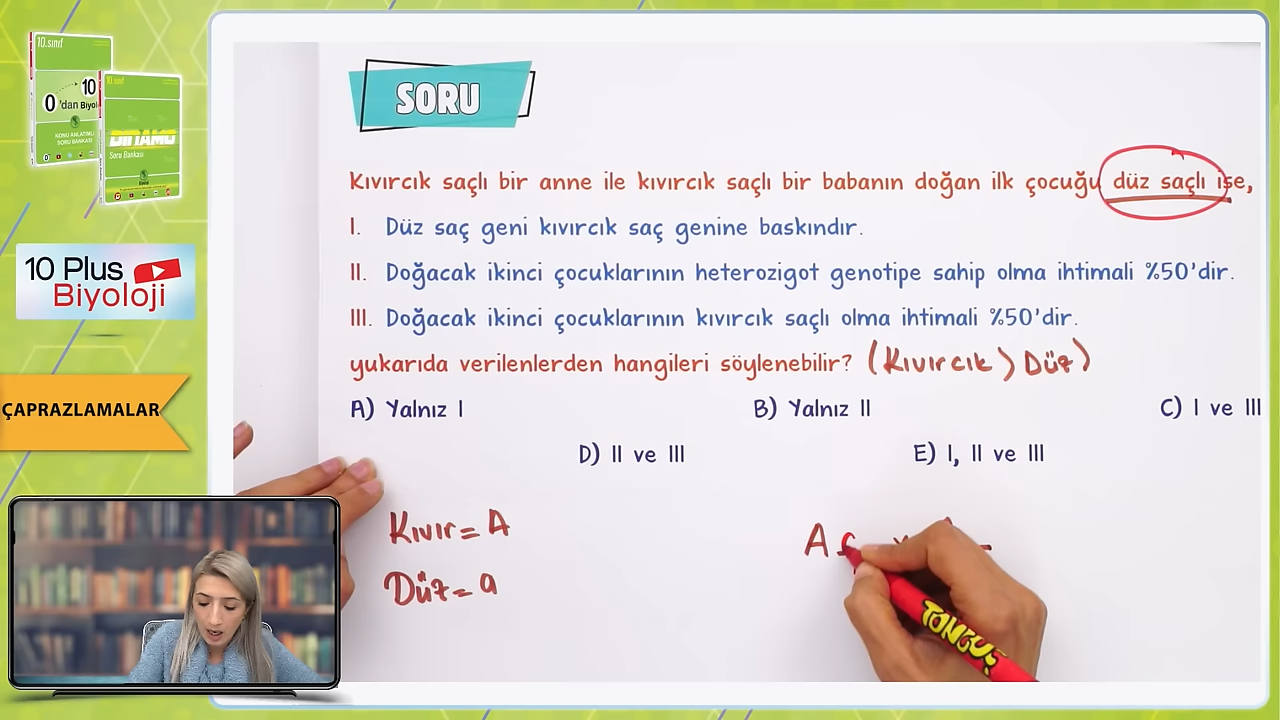 10.sınıf
10
0 'dan Biyol
KONU ANLATIMLI
SORU BANKASI
10.sınıf
DİNAMO
Soru Bankası
10 Plus
Biyoloji
ÇAPRAZLAMALAR
SORU
Kıvırcık saçlı bir anne ile kıvırcık saçlı bir babanın doğan ilk çocuğu düz saçlı ise,
I. Düz saç geni kıvırcık saç genine baskındır.
II. Doğacak ikinci çocuklarının heterozigot genotipe sahip olma ihtimali %50'dir.
III. Doğacak ikinci çocuklarının kıvırcık saçlı olma ihtimali %50'dir.
yukarıda verilenlerden hangileri söylenebilir? (Kıvırcık > Düz)
A) Yalnız I B) Yalnız II C) I ve III
D) II ve III E) I, II ve III
Kıvır = A
Düz = a
A
TONGUÇ